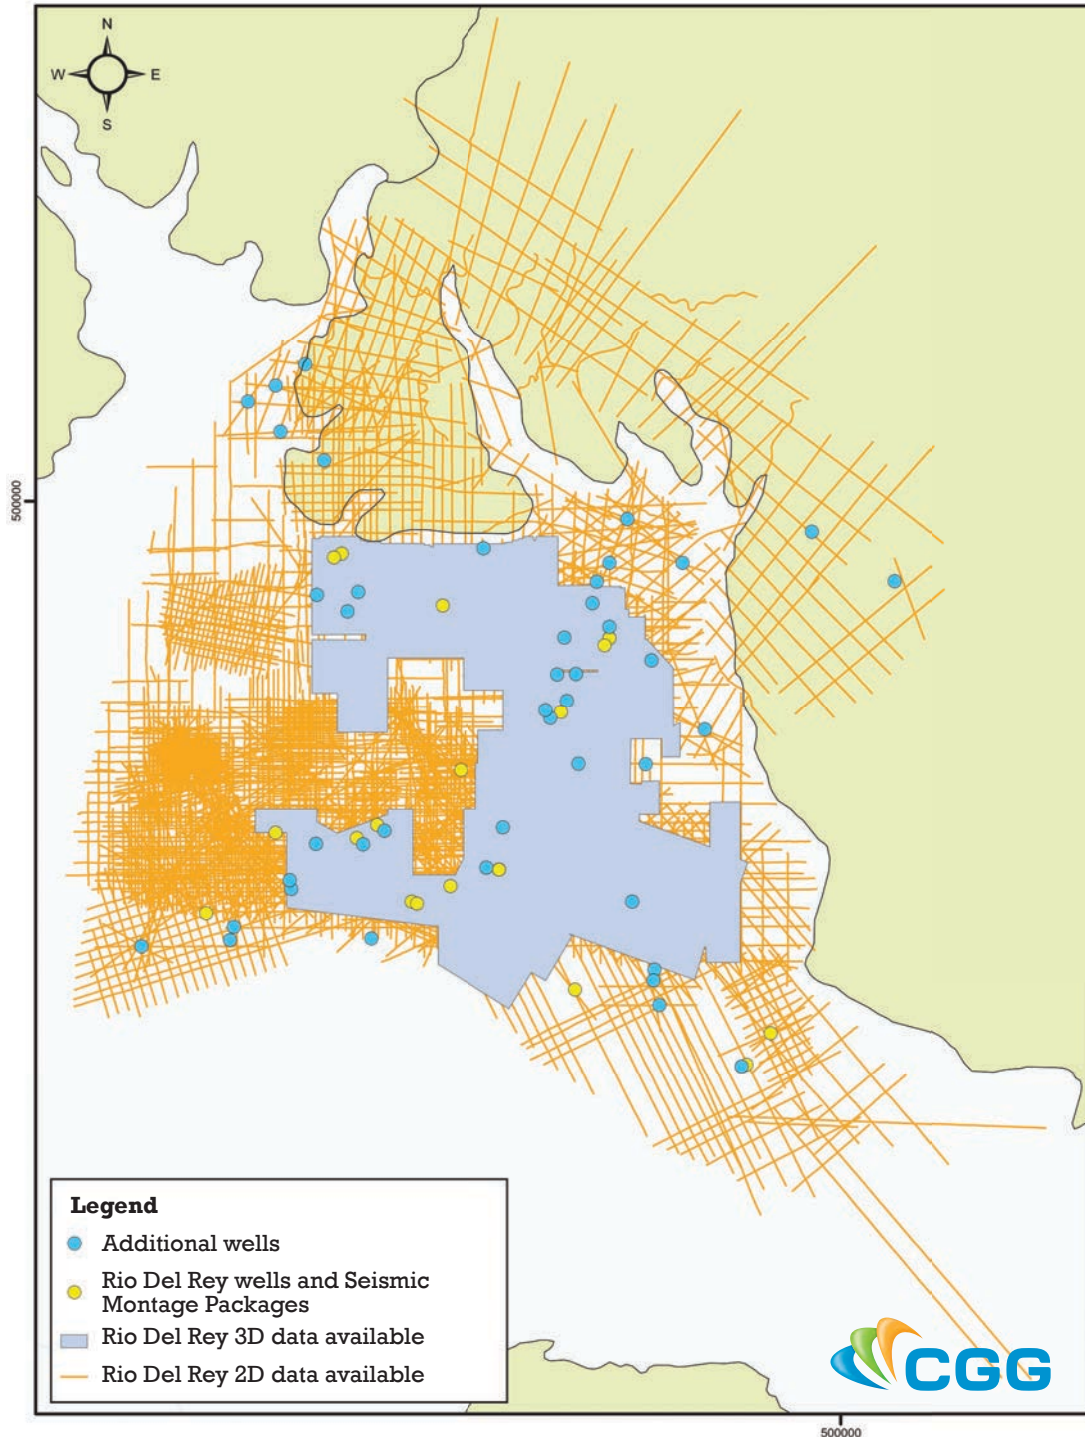 N
W E
S
500000
Legend
Additional wells
Rio Del Rey wells and Seismic
Montage Packages
Rio Del Rey 3D data available
Rio Del Rey 2D data available
CGG
500000